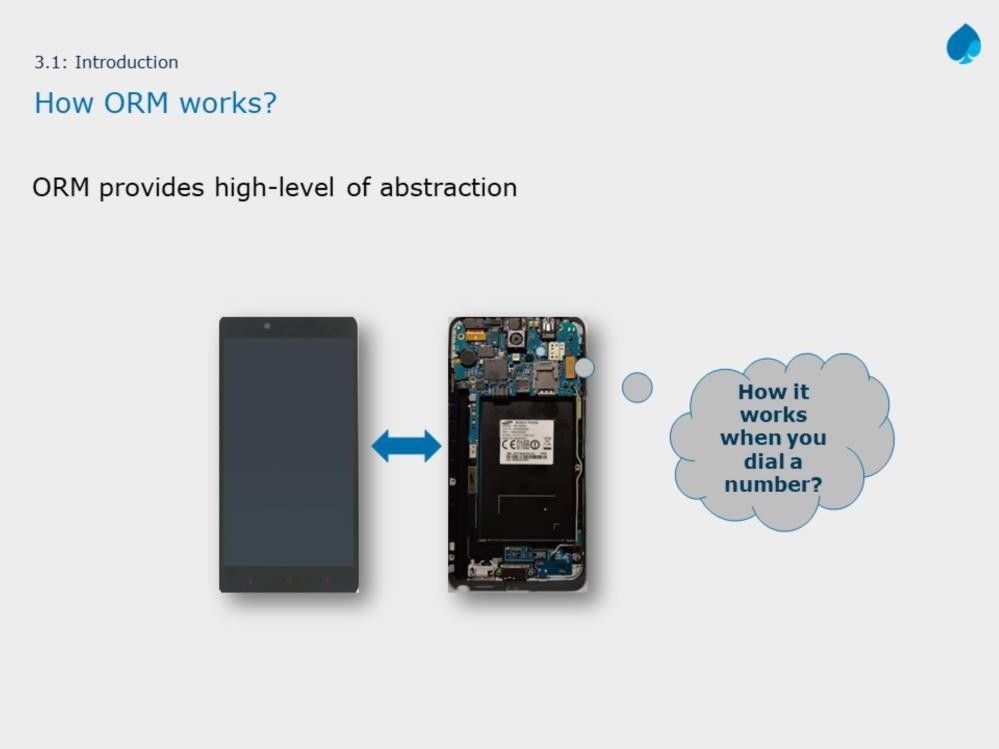 3.1: Introduction
How ORM works?
ORM provides high-level of abstraction
How it
works
when you
dial a
number?